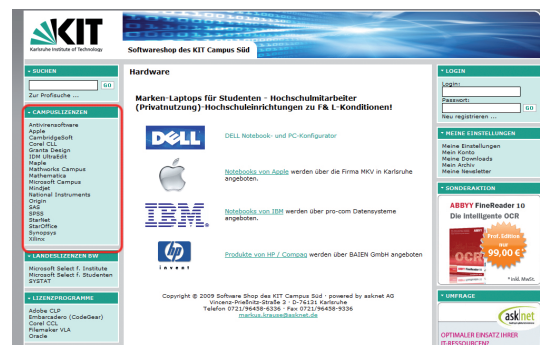 KIT
Karlsruhe Institute of Technology
Softwareshop des KIT Campus Süd
• SUCHEN
GO
Zur Profisuche ...
• CAMPUSLIZENZEN
Antivirensoftware
Apple
CambridgeSoft
Corel CLL
Granta Design
IDM UltraEdit
Maple
Mathworks Campus
Mathematica
Microsoft Campus
Mindjet
National Instruments
Origin
SAS
SPSS
StarNet
StarOffice
Synopsys
Xilinx
• LANDESLIZENZEN BW
Microsoft Select f. Institute
Microsoft Select f. Studenten
SYSTAT
• LIZENZPROGRAMME
Adobe CLP
Embarcadero (CodeGear)
Corel CCL
Filemaker VLA
Oracle
Hardware
Marken-Laptops für Studenten - Hochschulmitarbeiter
(Privatnutzung)-Hochschuleinrichtungen zu F& L-Konditionen!
DELL
DELL Notebook- und PC-Konfigurator
Notebooks von Apple werden über die Firma MKV in Karlsruhe
angeboten.
IBM
Notebooks von IBM werden über pro-com Datensysteme
angeboten.
hp
invent
Produkte von HP / Compaq werden über BAIEN GmbH angeboten
Copyright © 2009 Software Shop des KIT Campus Süd · powered by asknet AG
Vincenz-Prießnitz-Straße 3 · D-76131 Karlsruhe
Telefon 0721/96458-6336 · Fax 0721/96458-9336
markus.krause@asknet.de
• LOGIN
Login:
Passwort:
GO
Neu registrieren ...
• MEINE EINSTELLUNGEN
Meine Einstellungen
Mein Konto
Meine Downloads
Mein Archiv
Meine Newsletter
• SONDERAKTION
ABBYY FineReader 10
Die Intelligente OCR
Prof. Edition
nur
99,00 €*
OCR
* inkl. MwSt.
• UMFRAGE
asknet
OPTIMALER EINSATZ IHRER
IT-RESSOURCEN?